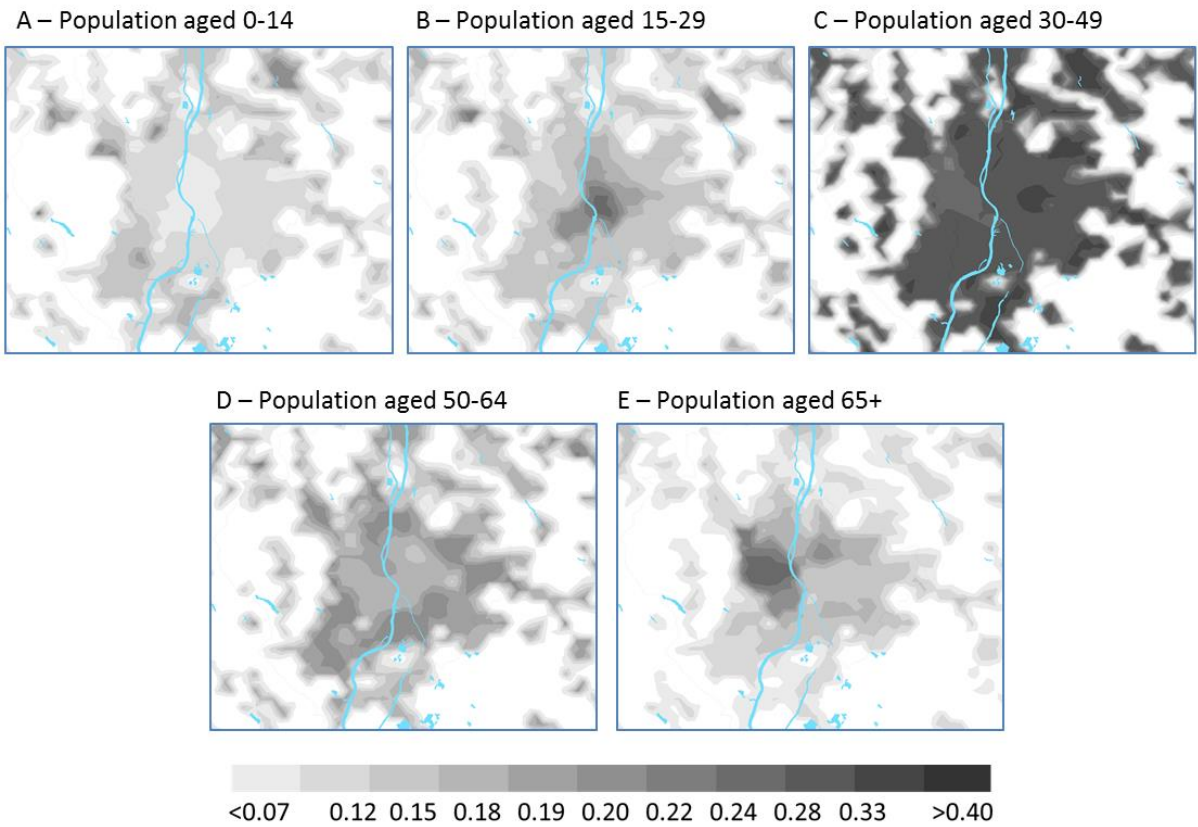 A – Population aged 0-14
B – Population aged 15-29
C – Population aged 30-49
D – Population aged 50-64
E – Population aged 65+
<0.07 0.12 0.15 0.18 0.19 0.20 0.22 0.24 0.28 0.33 >0.40